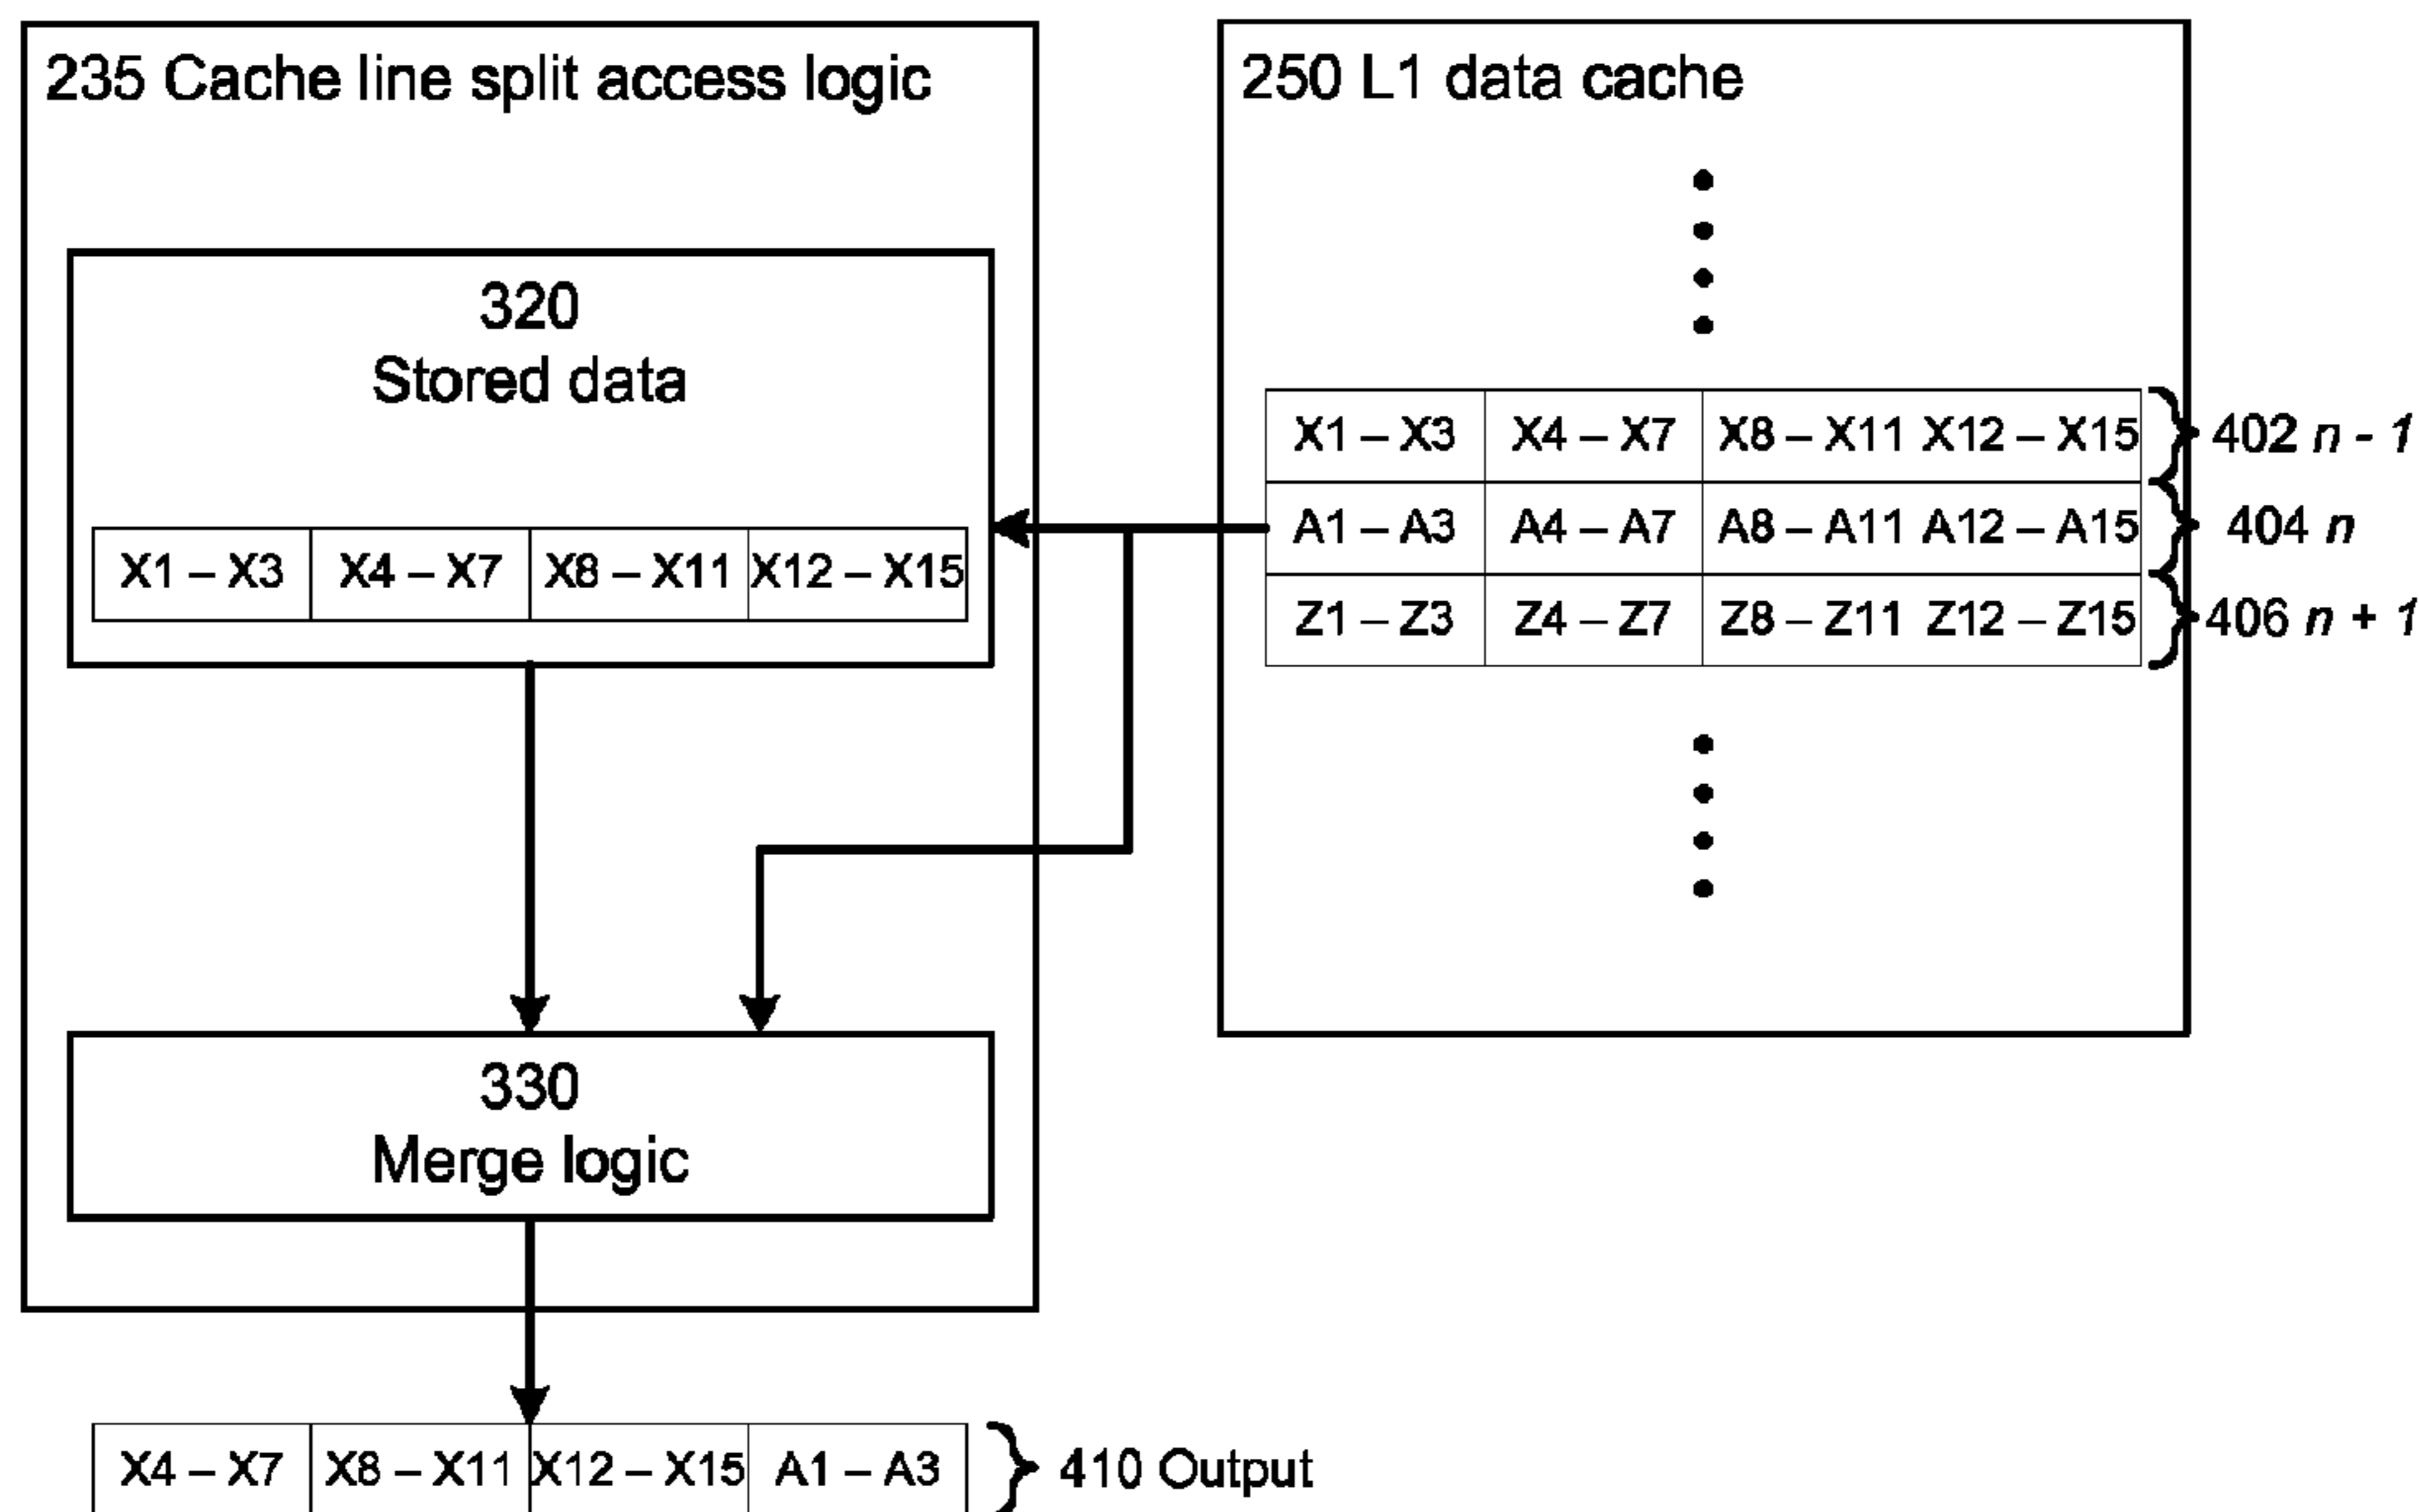 235 Cache line split access logic
320
Stored data
X1 – X3 X4 – X7 X8 – X11 X12 – X15
330
Merge logic
250 L1 data cache
X1 – X3 X4 – X7 X8 – X11 X12 – X15 402 n - 1
A1 – A3 A4 – A7 A8 – A11 A12 – A15 404 n
Z1 – Z3 Z4 – Z7 Z8 – Z11 Z12 – Z15 406 n + 1
X4 – X7 X8 – X11 X12 – X15 A1 – A3 410 Output